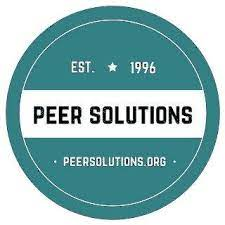 EST. ★ 1996
PEER SOLUTIONS
· PEERSOLUTIONS.ORG ·